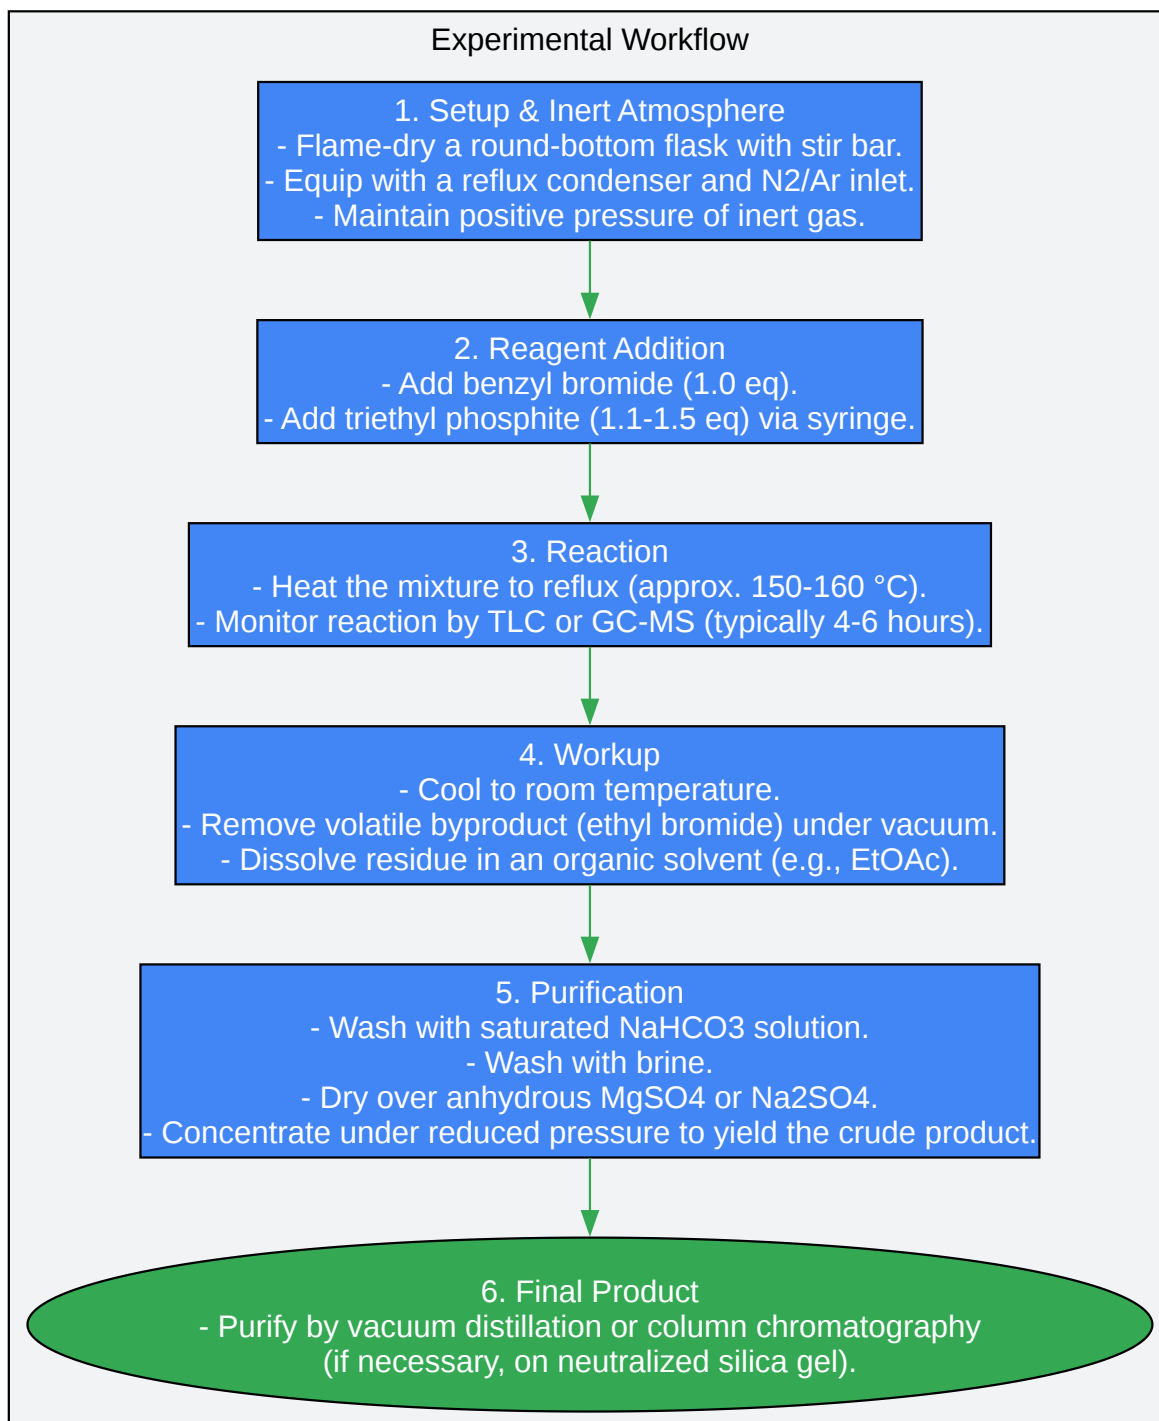 Experimental Workflow
1. Setup & Inert Atmosphere
- Flame-dry a round-bottom flask with stir bar.
- Equip with a reflux condenser and N2/Ar inlet.
- Maintain positive pressure of inert gas.
2. Reagent Addition
- Add benzyl bromide (1.0 eq).
- Add triethyl phosphite (1.1-1.5 eq) via syringe.
3. Reaction
- Heat the mixture to reflux (approx. 150-160 °C).
- Monitor reaction by TLC or GC-MS (typically 4-6 hours).
4. Workup
- Cool to room temperature.
- Remove volatile byproduct (ethyl bromide) under vacuum.
- Dissolve residue in an organic solvent (e.g., EtOAc).
5. Purification
- Wash with saturated NaHCO3 solution.
- Wash with brine.
- Dry over anhydrous MgSO4 or Na2SO4.
- Concentrate under reduced pressure to yield the crude product.
6. Final Product
- Purify by vacuum distillation or column chromatography
(if necessary, on neutralized silica gel).